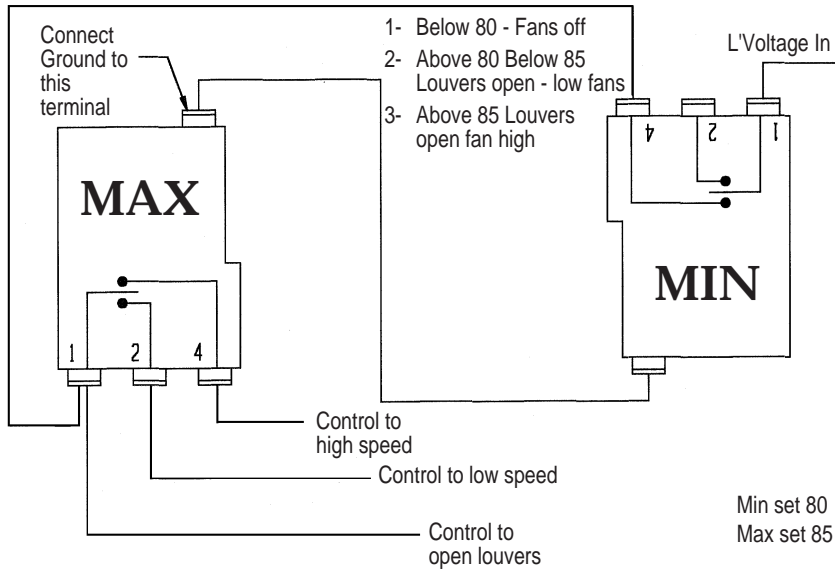 Connect
Ground to
this
terminal
1- Below 80 - Fans off
2- Above 80 Below 85
Louvers open - low fans
3- Above 85 Louvers
open fan high
L'Voltage In
4 2 1
MAX
MIN
1 2 4
Control to
high speed
Control to low speed
Control to
open louvers
Min set 80
Max set 85